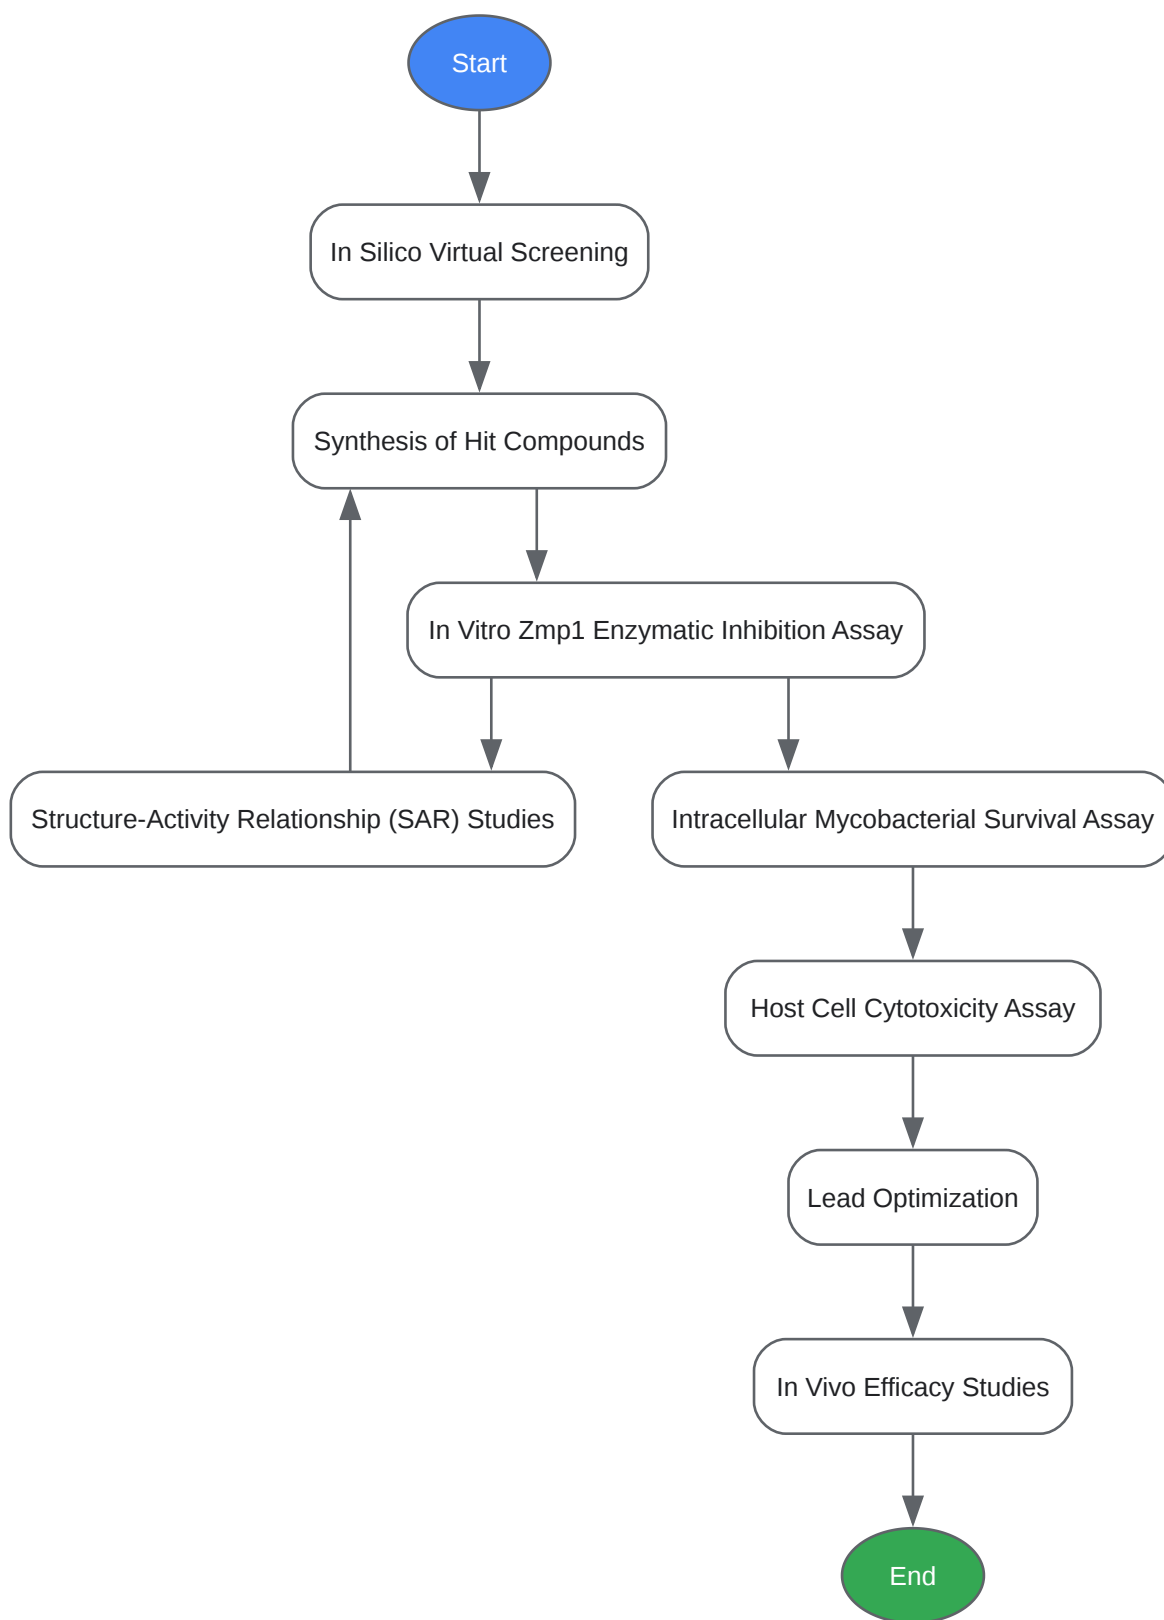 Start
In Silico Virtual Screening
Synthesis of Hit Compounds
In Vitro Zmp1 Enzymatic Inhibition Assay
Structure-Activity Relationship (SAR) Studies
Intracellular Mycobacterial Survival Assay
Host Cell Cytotoxicity Assay
Lead Optimization
In Vivo Efficacy Studies
End